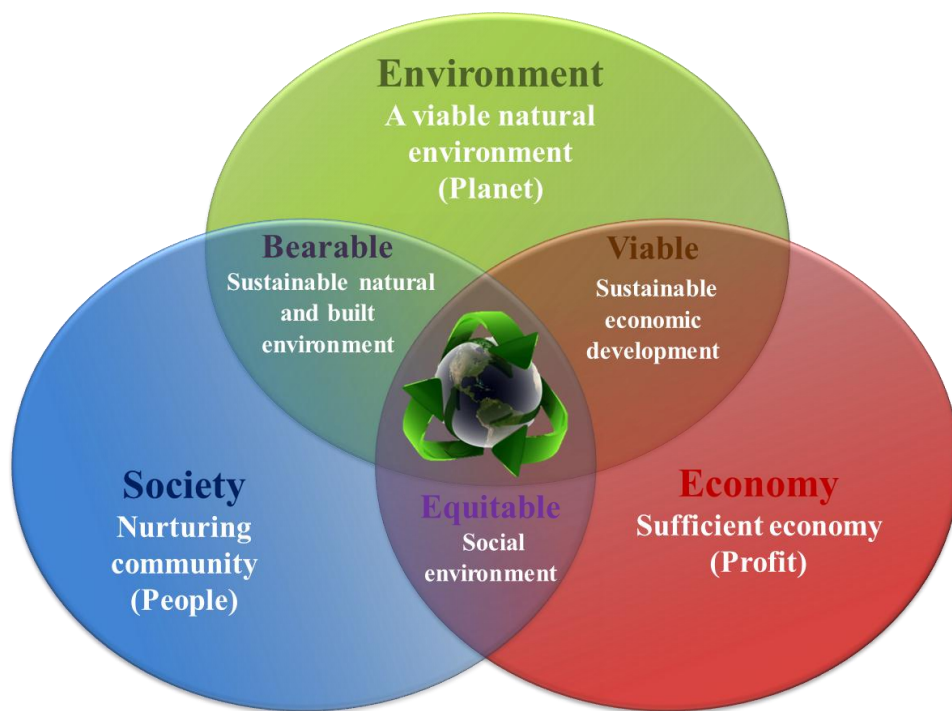 Environment
A viable natural
environment
(Planet)
Bearable
Sustainable natural
and built
environment
Viable
Sustainable
economic
development
Society
Nurturing
community
(People)
Equitable
Social
environment
Economy
Sufficient economy
(Profit)